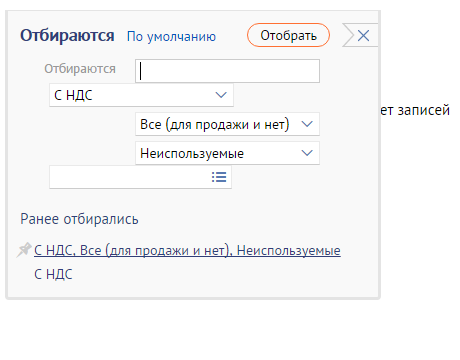 Отбираются По умолчанию Отобрать
Отбираются
С НДС
ет записей
Все (для продажи и нет)
Неиспользуемые
Ранее отбирались
С НДС, Все (для продажи и нет), Неиспользуемые
С НДС